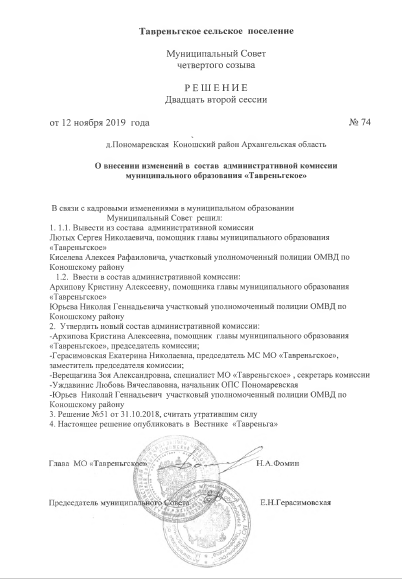 Тавреньгское сельское поселение
Муниципальный Совет
четвертого созыва
Р Е Ш Е Н И Е
Двадцать второй сессии
от 12 ноября 2019 года № 74
д.Пономаревская Коношский район Архангельская область
О внесении изменений в состав административной комиссии
муниципального образования «Тавреньгское»
В связи с кадровыми изменениями в муниципальном образовании
Муниципальный Совет решил:
1. 1.1. Вывести из состава административной комиссии
Лютых Сергея Николаевича, помощник главы муниципального образования
«Тавреньгское»
Киселева Алексея Рафаиловича, участковый уполномоченный полиции ОМВД по
Коношскому району
1.2. Ввести в состав административной комиссии:
Архипову Кристину Алексеевну, помощника главы муниципального образования
«Тавреньгское»
Юрьева Николая Геннадьевича участковый уполномоченный полиции ОМВД по
Коношскому району
2. Утвердить новый состав административной комиссии:
-Архипова Кристина Алексеевна, помощник главы муниципального образования
«Тавреньгское», председатель комиссии;
-Герасимовская Екатерина Николаевна, председатель МС МО «Тавреньгское»,
заместитель председателя комиссии;
-Верещагина Зоя Александровна, специалист МО «Тавреньгское» , секретарь комиссии
-Уждавинис Любовь Вячеславовна, начальник ОПС Пономаревская
-Юрьев Николай Геннадьевич участковый уполномоченный полиции ОМВД по
Коношскому району
3. Решение №51 от 31.10.2018, считать утратившим силу
4. Настоящее решение опубликовать в Вестнике «Тавреньга»
Глава МО «Тавреньгское» Н.А.Фомин
Председатель муниципального Совета Е.Н.Герасимовская